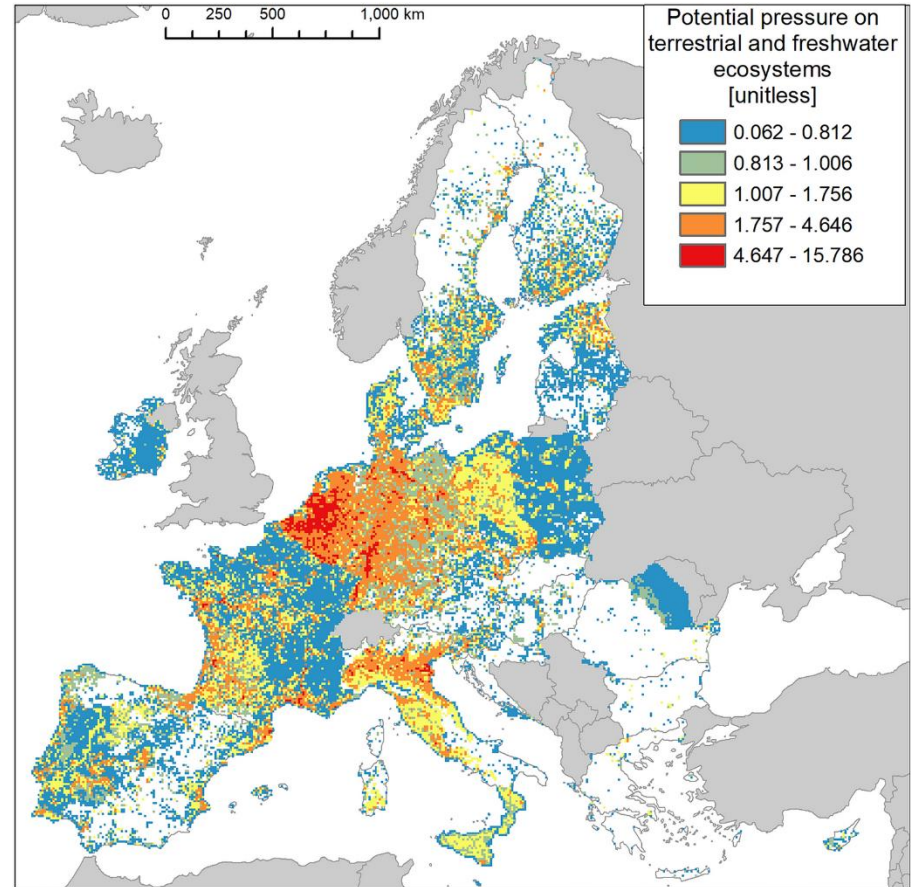 0 250 500 1,000 km
Potential pressure on
terrestrial and freshwater
ecosystems
[unitless]
0.062 - 0.812
0.813 - 1.006
1.007 - 1.756
1.757 - 4.646
4.647 - 15.786